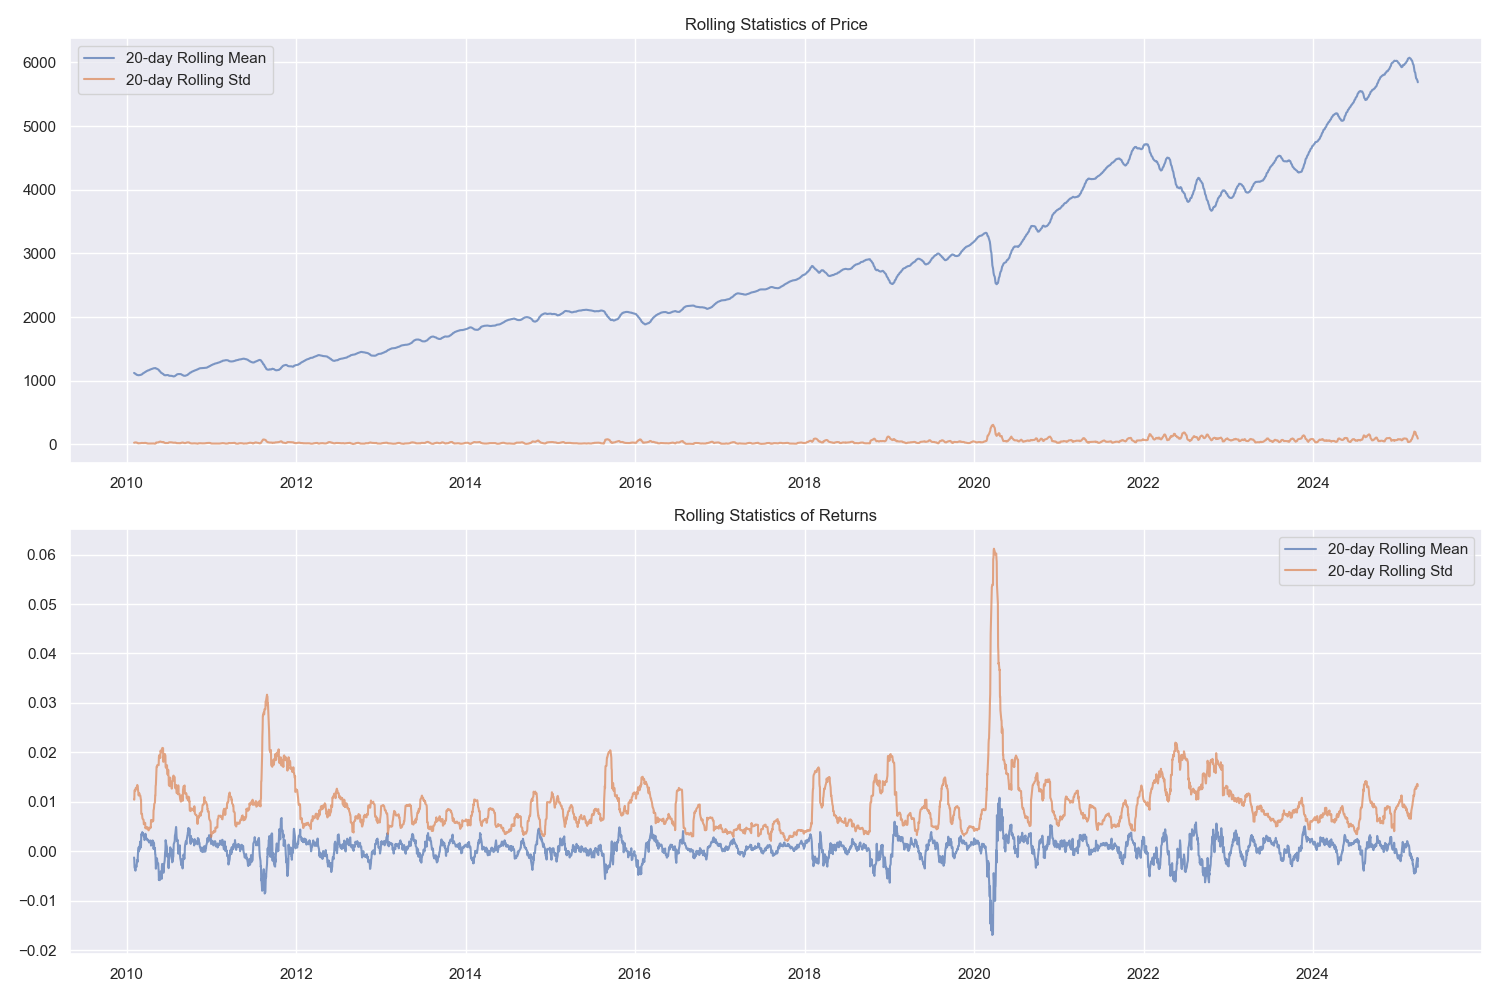 Rolling Statistics of Price
20-day Rolling Mean
20-day Rolling Std
6000
5000
4000
3000
2000
1000
0
2010 2012 2014 2016 2018 2020 2022 2024
Rolling Statistics of Returns
20-day Rolling Mean
20-day Rolling Std
0.06
0.05
0.04
0.03
0.02
0.01
0.00
−0.01
−0.02
2010 2012 2014 2016 2018 2020 2022 2024